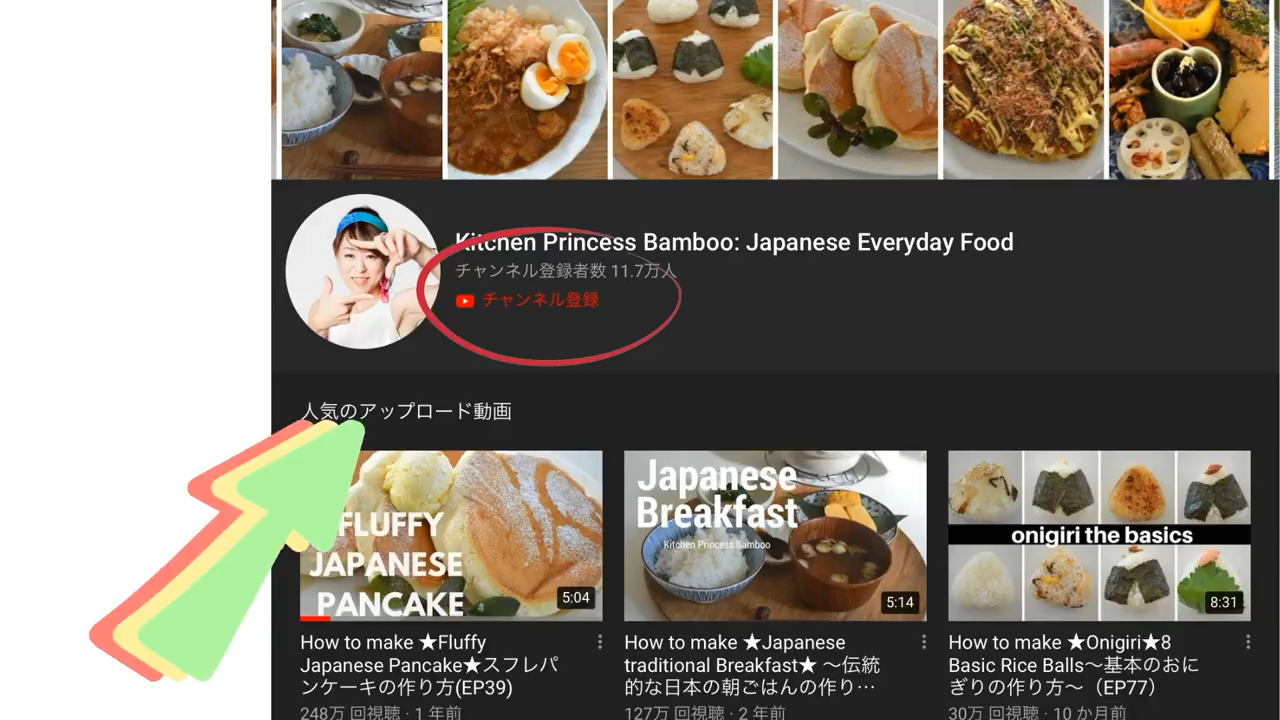 Kitchen Princess Bamboo: Japanese Everyday Food
チャンネル登録者数 11.7万人
チャンネル登録
人気のアップロード動画
FLUFFY
JAPANESE
PANCAKE
5:04
Japanese
Breakfast
Kitchen Princess Bamboo
5:14
onigiri the basics
8:31
How to make ★Fluffy
Japanese Pancake★スフレパ
ンケーキの作り方(EP39)
248万 回視聴 · 1 年前
How to make ★Japanese
traditional Breakfast★ 〜伝統
的な日本の朝ごはんの作り…
127万 回視聴 · 2 年前
How to make ★Onigiri★8
Basic Rice Balls〜基本のおに
ぎりの作り方〜（EP77）
30万 回視聴 · 10 か月前